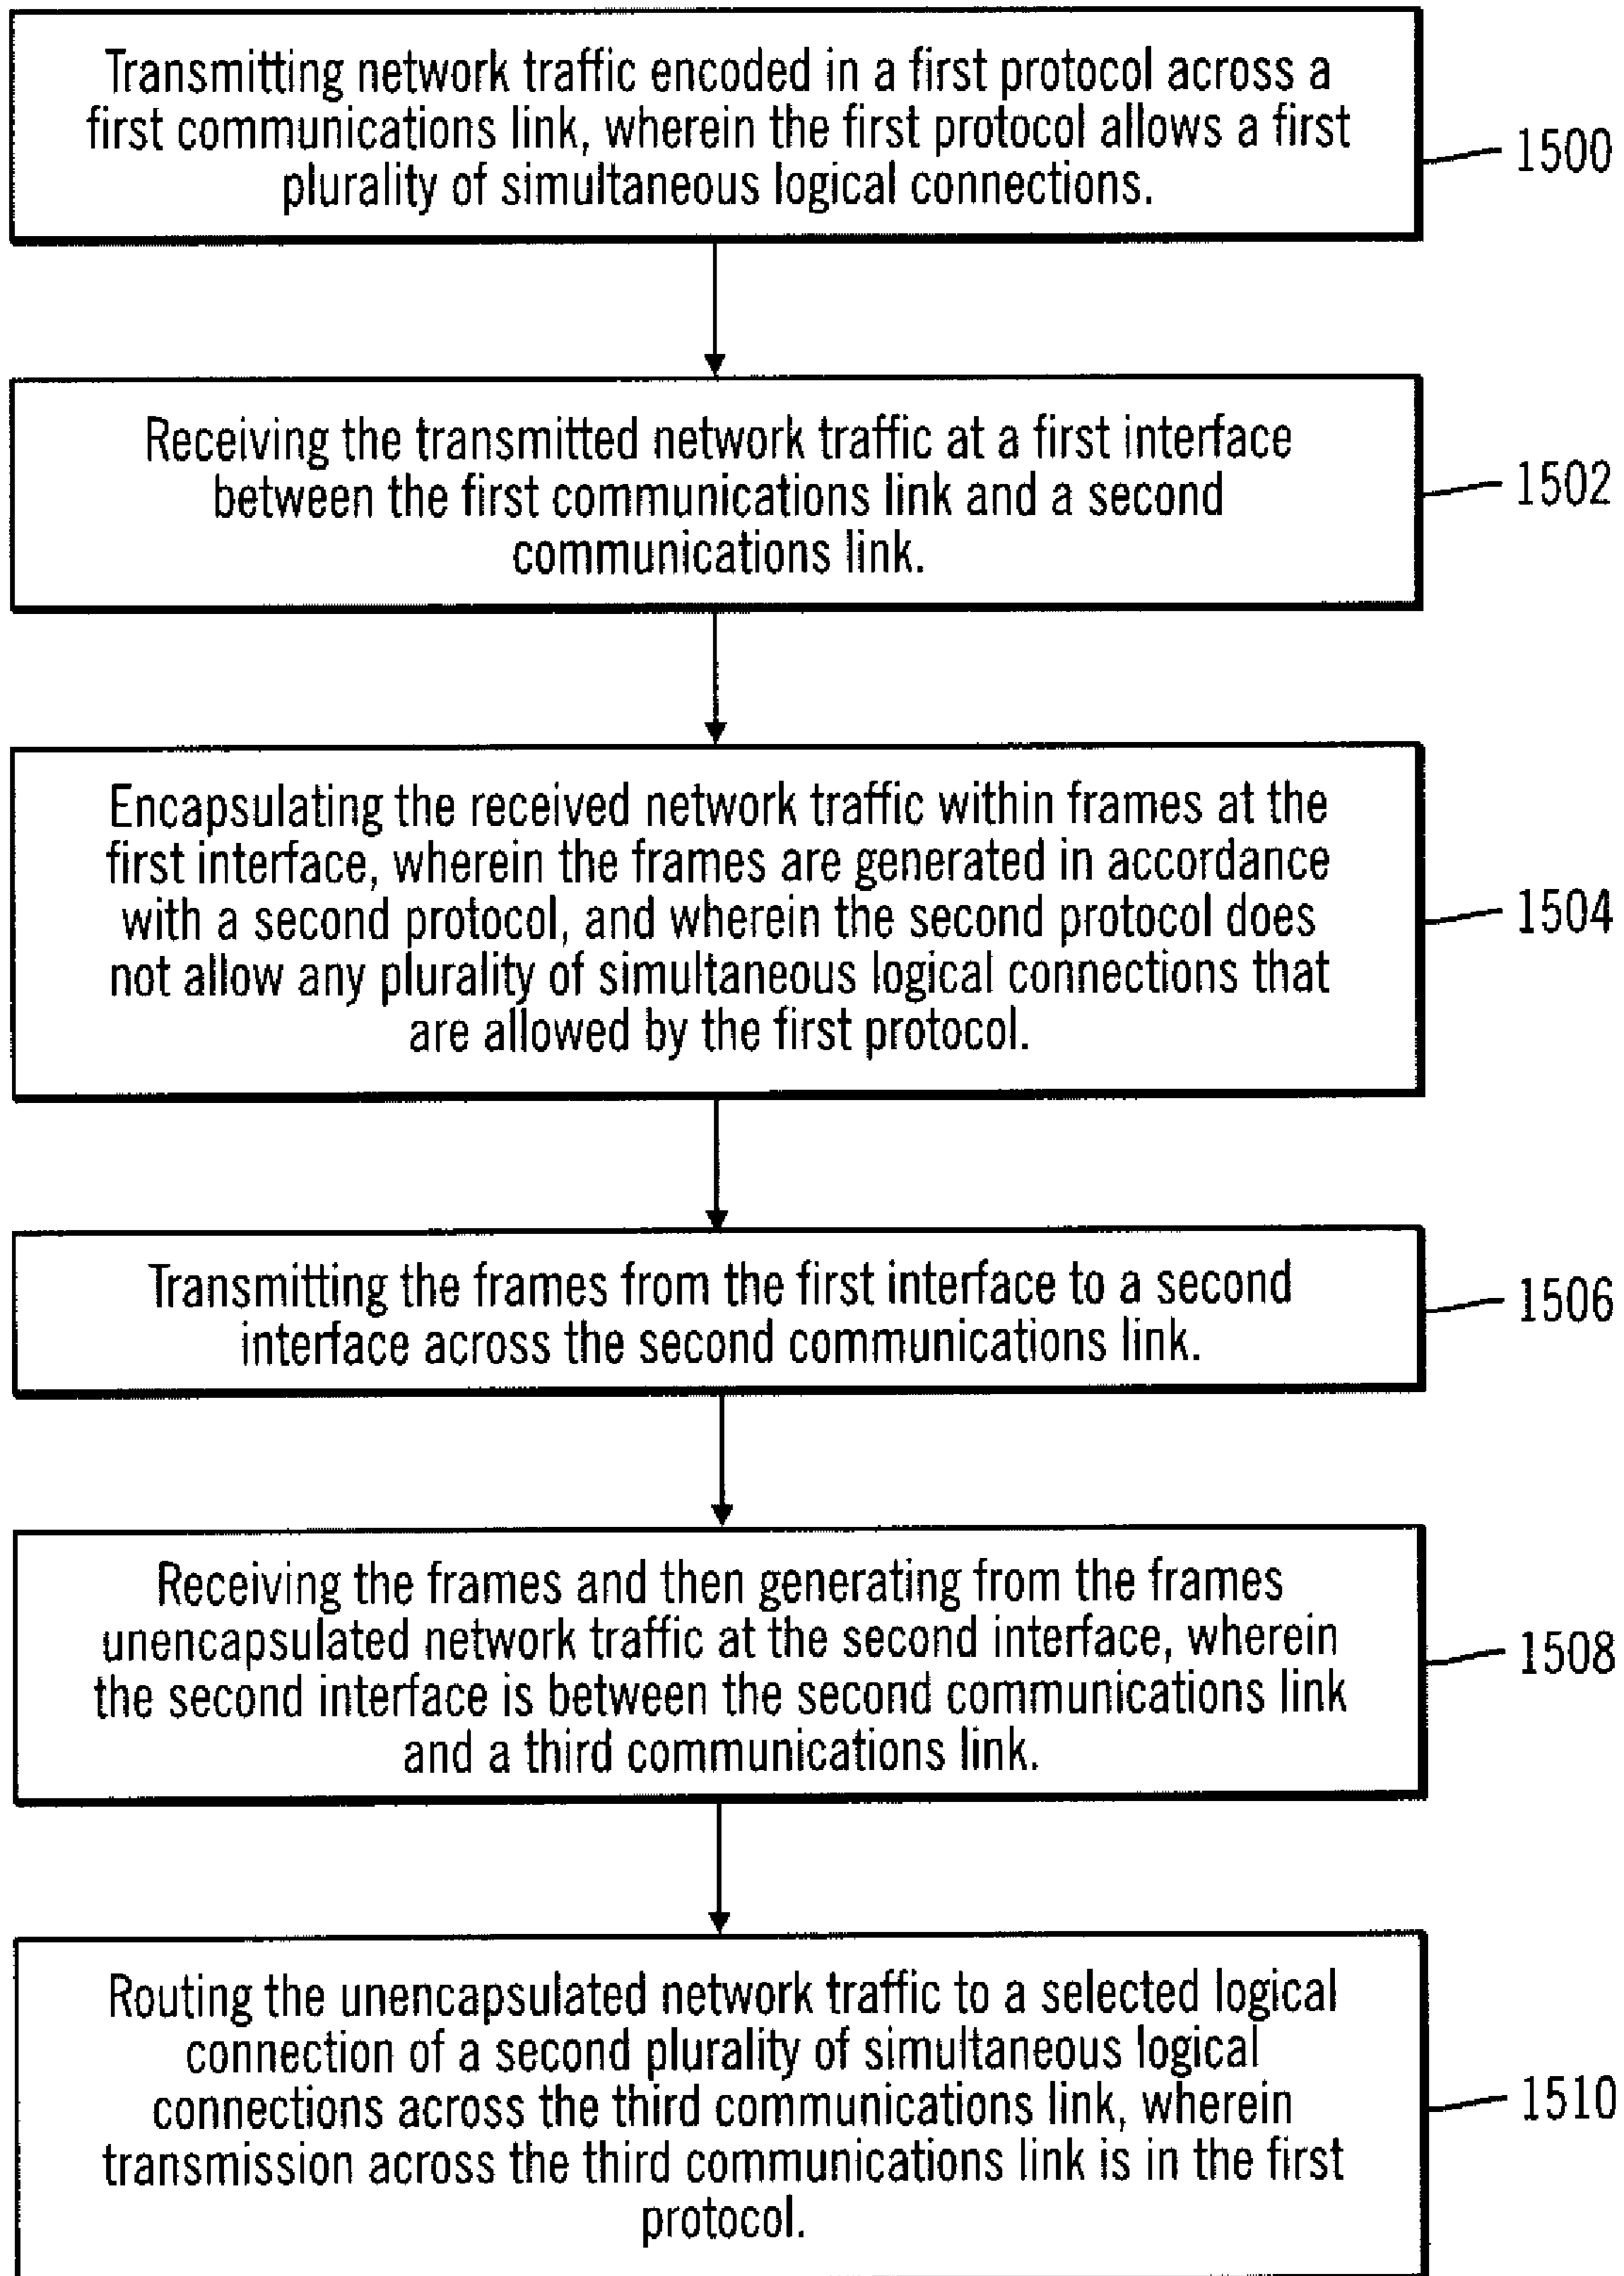 Transmitting network traffic encoded in a first protocol across a
first communications link, wherein the first protocol allows a first
plurality of simultaneous logical connections.
1500
Receiving the transmitted network traffic at a first interface
between the first communications link and a second
communications link.
1502
Encapsulating the received network traffic within frames at the
first interface, wherein the frames are generated in accordance
with a second protocol, and wherein the second protocol does
not allow any plurality of simultaneous logical connections that
are allowed by the first protocol.
1504
Transmitting the frames from the first interface to a second
interface across the second communications link.
1506
Receiving the frames and then generating from the frames
unencapsulated network traffic at the second interface, wherein
the second interface is between the second communications link
and a third communications link.
1508
Routing the unencapsulated network traffic to a selected logical
connection of a second plurality of simultaneous logical
connections across the third communications link, wherein
transmission across the third communications link is in the first
protocol.
1510